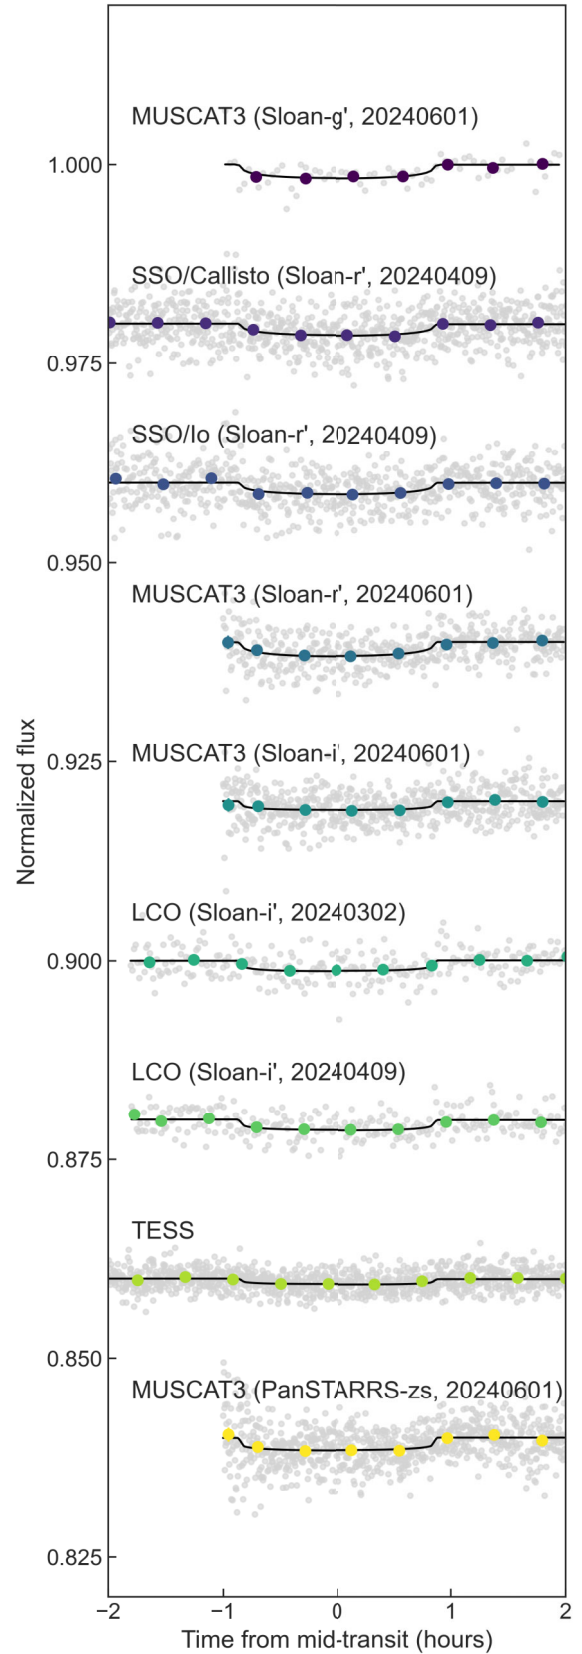 MUSCAT3 (Sloan-g', 20240601)
1.000
SSO/Callisto (Sloan-r', 20240409)
0.975
SSO/Io (Sloan-r', 20240409)
0.950
MUSCAT3 (Sloan-r', 20240601)
Normalized flux
0.925
MUSCAT3 (Sloan-i', 20240601)
LCO (Sloan-i', 20240302)
0.900
LCO (Sloan-i', 20240409)
0.875
TESS
0.850
MUSCAT3 (PanSTARRS-zs, 20240601)
0.825
−2 −1 0 1 2
Time from mid-transit (hours)